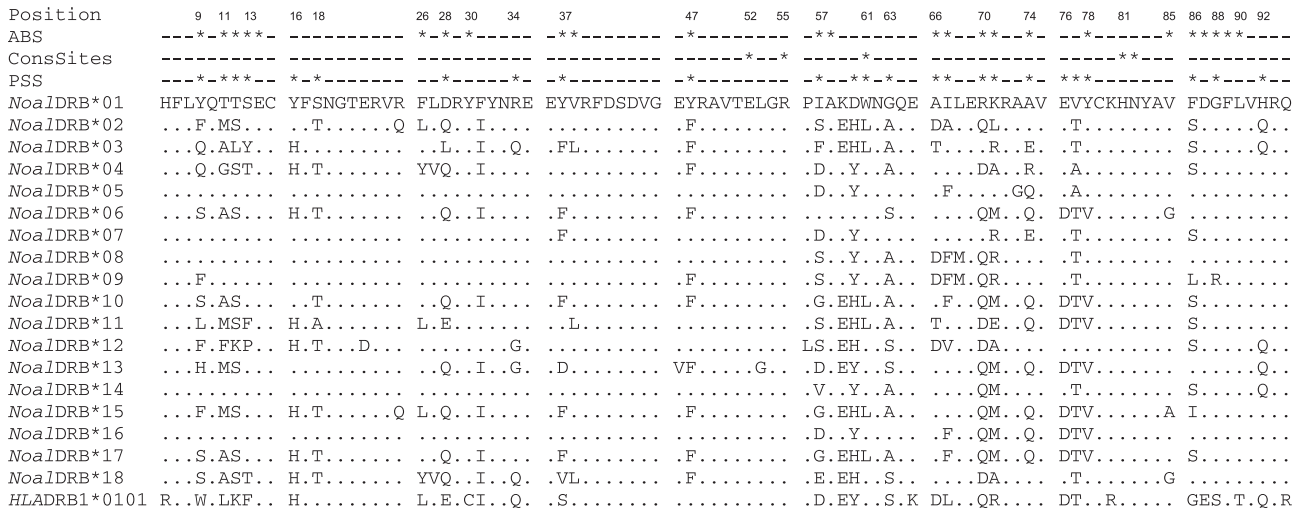 Position 9 11 13 16 18 26 28 30 34 37 47 52 55 57 60 61 63 66 70 74 76 78 81 85 86 88 90 92
ABS ---*-****- ---------- *-*-*----- -**------- -*-------- -**------- **--**---- --*------* *****----
ConsSites ---------- ---------- ---------- ---------- ------*--* -----*---- ---------- -----**--- ---------
PSS ---*-***-- *-*------- --*-----*- -*-------- -*-------- -*--**-*-- **--**--*- ***------- *-*---*--
NoalDRB*01 HFLYQTTSEC YFSNGTERVR FLDRYFYNRE EYVRFDSDVG EYRAVTELGR PIAKDWNGQE AILERKRAAV EVYCKHNYAV FDGFLVHRQ
NoalDRB*02 ...F.MS... ..T......Q L.Q..I.... .......... .F........ .S.EHL.A.. DA..QL.... .T........ S.....Q..
NoalDRB*03 ...Q.ALY.. H......... ..L..I..Q. .FL....... .F........ .F.EHL.A.. T....R..E. .T........ S.....Q..
NoalDRB*04 ...Q.GST.. H.T....... YVQ....... .......... .F........ .D..Y..A.. ....DA..R. .A........ S........
NoalDRB*05 .......... .......... .......... .......... .......... .D..Y..... .F.....GQ. .A........ .........
NoalDRB*06 ...S.AS... H.T....... ..Q..I.... .F........ .F........ .......S.. ....QM..Q. DTV......G .........
NoalDRB*07 .......... .......... .......... .F........ .......... .D..Y..... .....R..E. .T........ S........
NoalDRB*08 .......... .......... .......... .......... .......... .S..Y..A.. DFM.QR.... .T........ .........
NoalDRB*09 ...F...... .......... .......... .......... .F........ .S..Y..A.. DFM.QR.... .T........ L.R......
NoalDRB*10 ...S.AS... ..T....... ..Q..I.... .F........ .F........ .G.EHL.A.. .F..QM..Q. DTV....... S........
NoalDRB*11 ...L.MSF.. H.A....... L.E....... ..L....... .......... .S.EHL.A.. T...DE..Q. DTV....... S........
NoalDRB*12 ...F.FKP.. H.T...D... ........G. .......... .......... LS.EH..S.. DV..DA.... .......... S.....Q..
NoalDRB*13 ...H.MS... .......... ..Q..I..G. .D........ VF.....G.. .D.EY..S.. ....QM..Q. DTV....... S.....Q..
NoalDRB*14 .......... .......... .......... .......... .......... .V..Y..A.. ....QM..Q. .T........ S.....Q..
NoalDRB*15 ...F.MS... H.T......Q L.Q..I.... .F........ .F........ .G.EHL.A.. ....QM..Q. DTV......A I........
NoalDRB*16 .......... .......... .......... .......... .......... .D..Y..... .F..QM..Q. DTV....... .........
NoalDRB*17 ...S.AS... H.T....... ..Q..I.... .F........ .F........ .G.EHL.A.. .F..QM..Q. DTV....... S........
NoalDRB*18 ...S.AST.. H.T....... YVQ..I..Q. .VL....... .F........ .E.EH..S.. ....DA.... .T.......G .........
HLADRB1*0101 R..W.LKF.. H......... L.E.CI..Q. .S........ .......... .D.EY..S.K DL..QR.... DT..R..... GES.T.Q.R